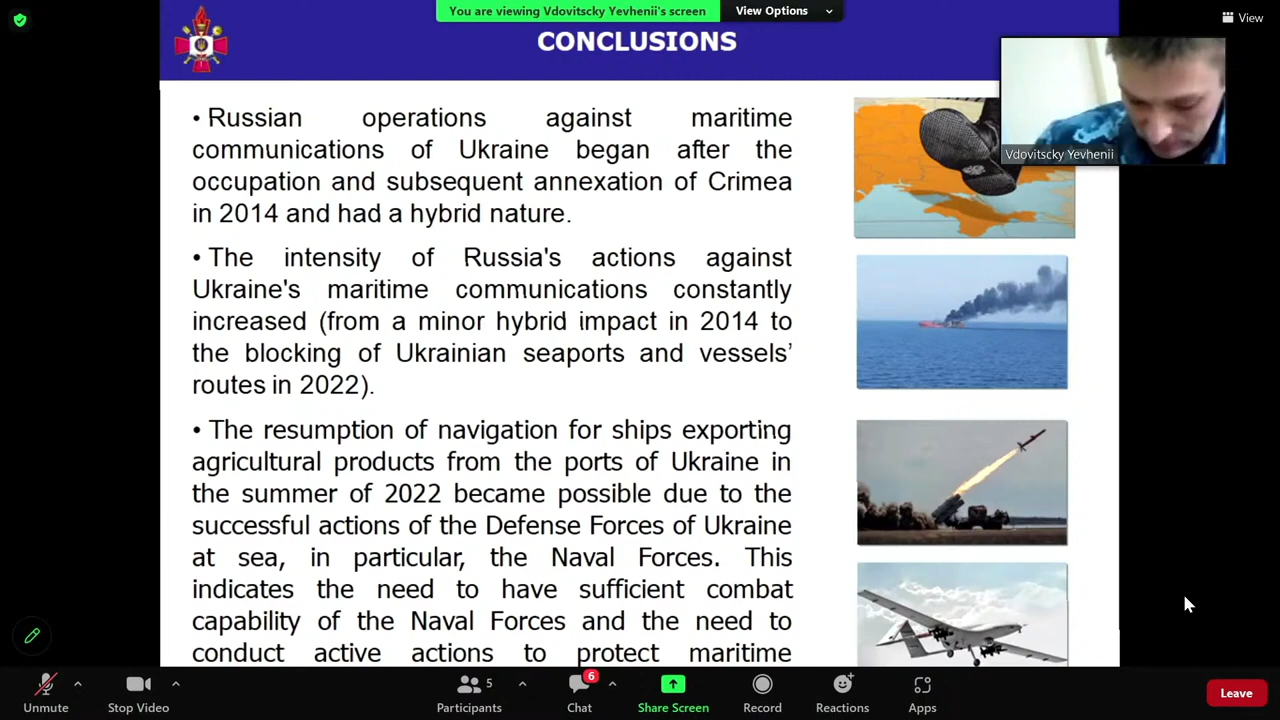 You are viewing Vdovitscky Yevhenii's screen
View Options
View
CONCLUSIONS
Vdovitscky Yevhenii
• Russian operations against maritime
communications of Ukraine began after the
occupation and subsequent annexation of Crimea
in 2014 and had a hybrid nature.
• The intensity of Russia's actions against
Ukraine's maritime communications constantly
increased (from a minor hybrid impact in 2014 to
the blocking of Ukrainian seaports and vessels’
routes in 2022).
• The resumption of navigation for ships exporting
agricultural products from the ports of Ukraine in
the summer of 2022 became possible due to the
successful actions of the Defense Forces of Ukraine
at sea, in particular, the Naval Forces. This
indicates the need to have sufficient combat
capability of the Naval Forces and the need to
conduct active actions to protect maritime
5
6
Unmute
Stop Video
Participants
Chat
Share Screen
Record
Reactions
Apps
Leave